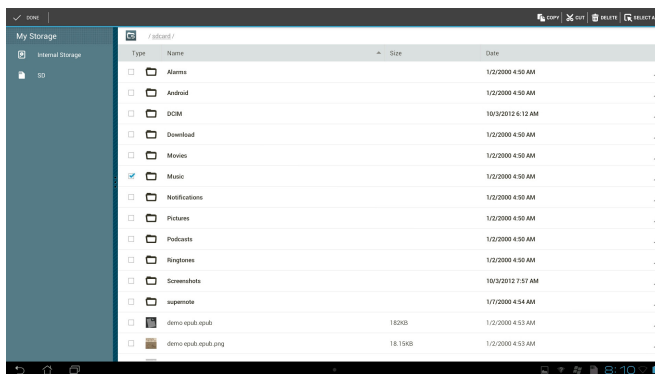 DONE COPY CUT DELETE SELECT A
My Storage /sdcard/
Internal Storage Type Name Size Date
SD Alarms 1/2/2000 4:50 AM
Android 1/2/2000 4:50 AM
DCIM 10/3/2012 6:12 AM
Download 1/2/2000 4:50 AM
Movies 1/2/2000 4:50 AM
Music 1/2/2000 4:50 AM
Notifications 1/2/2000 4:50 AM
Pictures 1/2/2000 4:50 AM
Podcasts 1/2/2000 4:50 AM
Ringtones 1/2/2000 4:50 AM
Screenshots 10/3/2012 7:57 AM
supernote 1/7/2000 4:54 AM
demo epub.epub 182KB 1/2/2000 4:53 AM
demo epub.epub.png 18.15KB 1/2/2000 4:53 AM
8:10